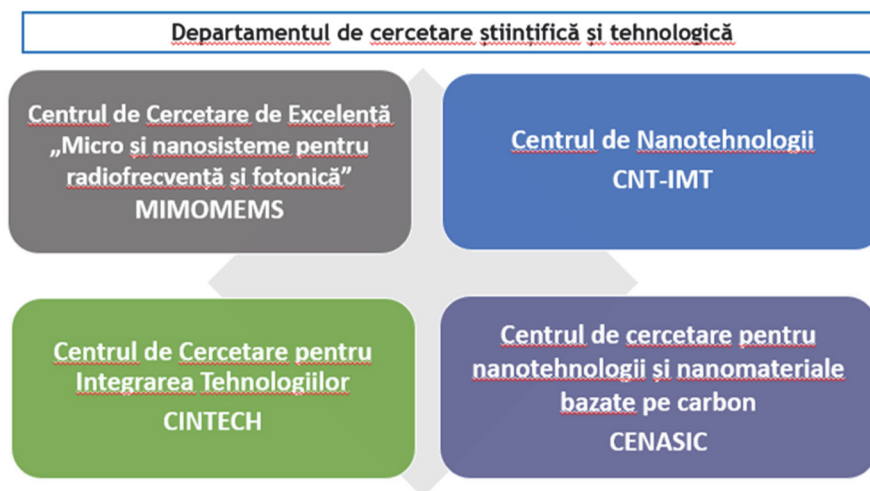 Departamentul de cercetare științifică și tehnologică
Centrul de Cercetare de Excelență
„Micro și nanosisteme pentru
radiofrecvență și fotonică”
MIMOMEMS
Centrul de Nanotehnologii
CNT-IMT
Centrul de Cercetare pentru
Integrarea Tehnologiilor
CINTECH
Centrul de cercetare pentru
nanotehnologii și nanomateriale
bazate pe carbon
CENASIC